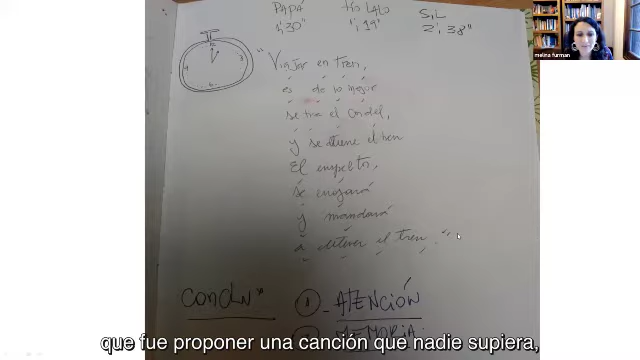 PAPÁ TÍO LALO SIL
1',30'' 1',19'' 2', 38"
melina furman
"Viajar en tren,
es de lo mejor
se tira el cordel,
y se detiene el tren
El inspector,
se enojará
y mandará
a detener el tren. "
CONCLN
① - ATENCIÓN
② - MEMORIA.
que fue proponer una canción que nadie supiera,